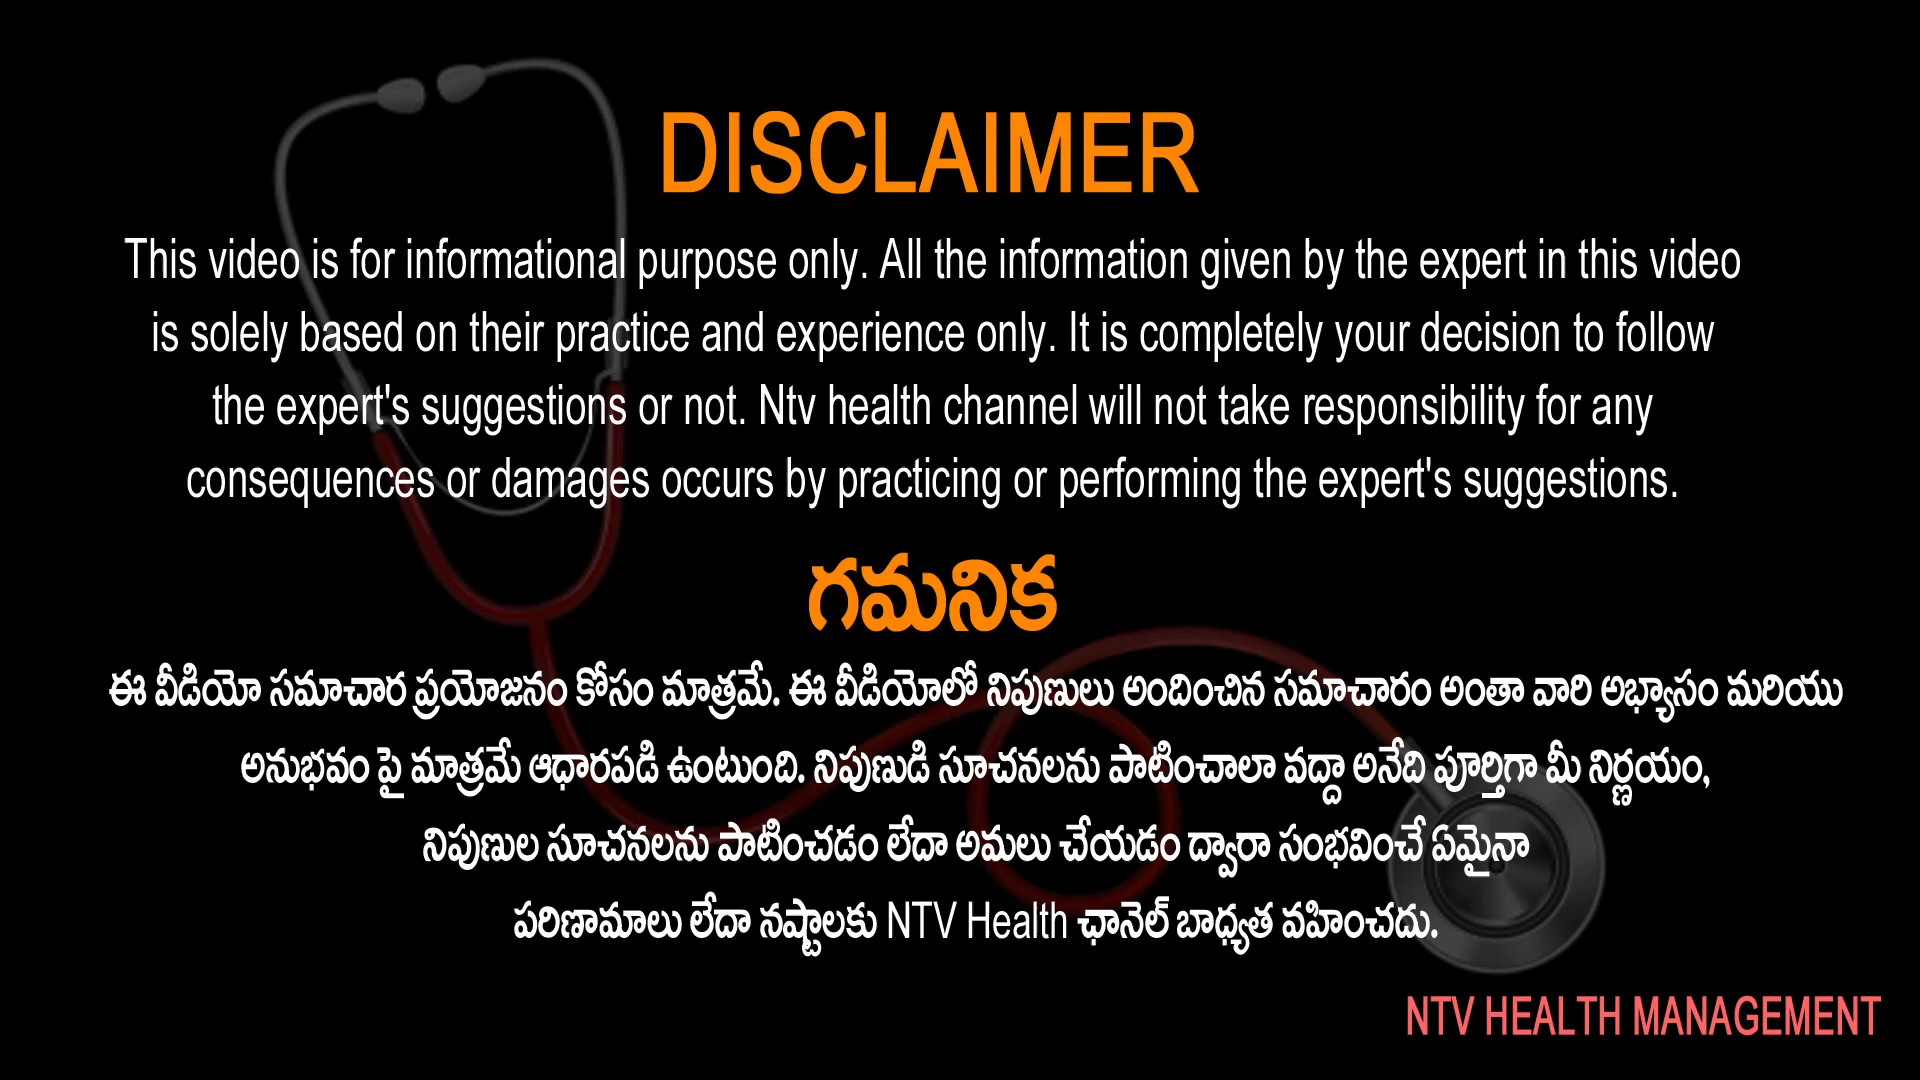 DISCLAIMER
This video is for informational purpose only. All the information given by the expert in this video
is solely based on their practice and experience only. It is completely your decision to follow
the expert's suggestions or not. Ntv health channel will not take responsibility for any
consequences or damages occurs by practicing or performing the expert's suggestions.
గమనిక
ఈ వీడియో సమాచార ప్రయోజనం కోసం మాత్రమే. ఈ వీడియోలో నిపుణులు అందించిన సమాచారం అంతా వారి అభ్యాసం మరియు
అనుభవం పై మాత్రమే ఆధారపడి ఉంటుంది. నిపుణుడి సూచనలను పాటించాలా వద్దా అనేది పూర్తిగా మీ నిర్ణయం,
నిపుణుల సూచనలను పాటించడం లేదా అమలు చేయడం ద్వారా సంభవించే ఏమైనా
పరిణామాలు లేదా నష్టాలకు NTV Health ఛానెల్ బాధ్యత వహించదు.
NTV HEALTH MANAGEMENT